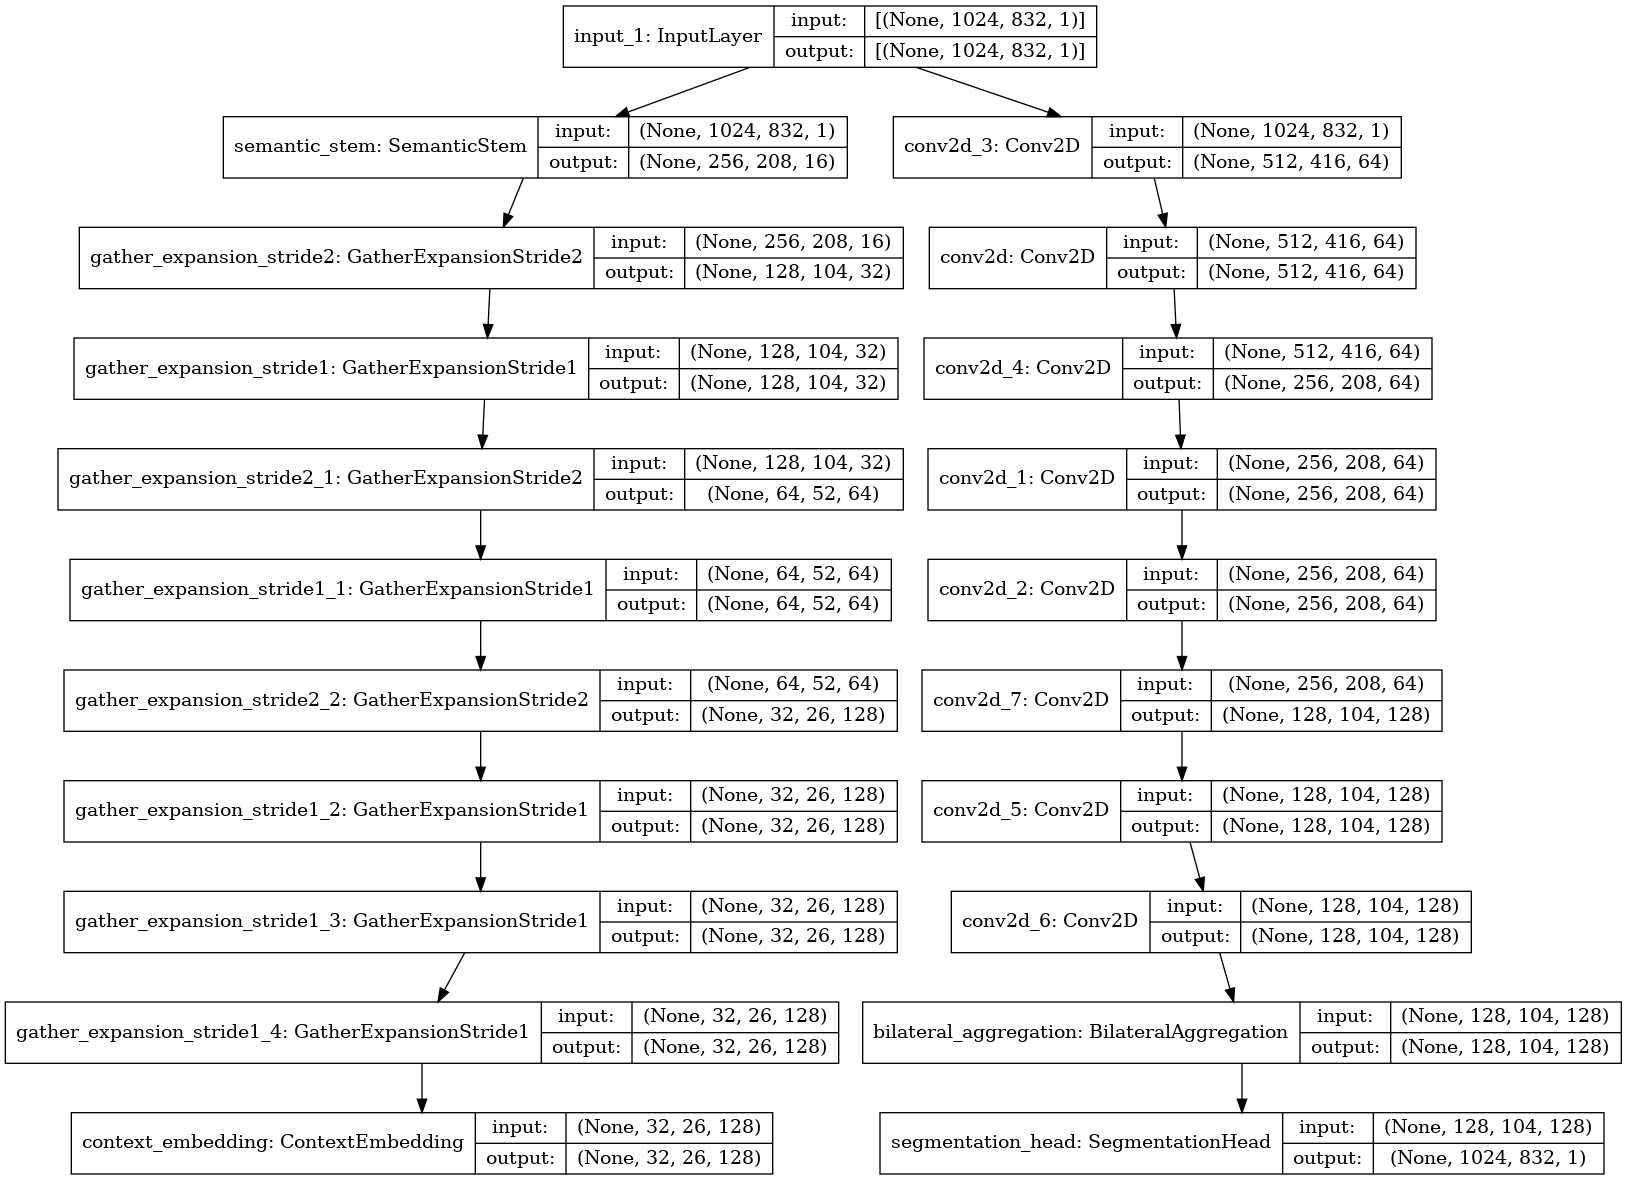 input_1: InputLayer
input: [(None, 1024, 832, 1)]
output: [(None, 1024, 832, 1)]
semantic_stem: SemanticStem
input: (None, 1024, 832, 1)
output: (None, 256, 208, 16)
conv2d_3: Conv2D
input: (None, 1024, 832, 1)
output: (None, 512, 416, 64)
gather_expansion_stride2: GatherExpansionStride2
input: (None, 256, 208, 16)
output: (None, 128, 104, 32)
conv2d: Conv2D
input: (None, 512, 416, 64)
output: (None, 512, 416, 64)
gather_expansion_stride1: GatherExpansionStride1
input: (None, 128, 104, 32)
output: (None, 128, 104, 32)
conv2d_4: Conv2D
input: (None, 512, 416, 64)
output: (None, 256, 208, 64)
gather_expansion_stride2_1: GatherExpansionStride2
input: (None, 128, 104, 32)
output: (None, 64, 52, 64)
conv2d_1: Conv2D
input: (None, 256, 208, 64)
output: (None, 256, 208, 64)
gather_expansion_stride1_1: GatherExpansionStride1
input: (None, 64, 52, 64)
output: (None, 64, 52, 64)
conv2d_2: Conv2D
input: (None, 256, 208, 64)
output: (None, 256, 208, 64)
gather_expansion_stride2_2: GatherExpansionStride2
input: (None, 64, 52, 64)
output: (None, 32, 26, 128)
conv2d_7: Conv2D
input: (None, 256, 208, 64)
output: (None, 128, 104, 128)
gather_expansion_stride1_2: GatherExpansionStride1
input: (None, 32, 26, 128)
output: (None, 32, 26, 128)
conv2d_5: Conv2D
input: (None, 128, 104, 128)
output: (None, 128, 104, 128)
gather_expansion_stride1_3: GatherExpansionStride1
input: (None, 32, 26, 128)
output: (None, 32, 26, 128)
conv2d_6: Conv2D
input: (None, 128, 104, 128)
output: (None, 128, 104, 128)
gather_expansion_stride1_4: GatherExpansionStride1
input: (None, 32, 26, 128)
output: (None, 32, 26, 128)
bilateral_aggregation: BilateralAggregation
input: (None, 128, 104, 128)
output: (None, 128, 104, 128)
context_embedding: ContextEmbedding
input: (None, 32, 26, 128)
output: (None, 32, 26, 128)
segmentation_head: SegmentationHead
input: (None, 128, 104, 128)
output: (None, 1024, 832, 1)